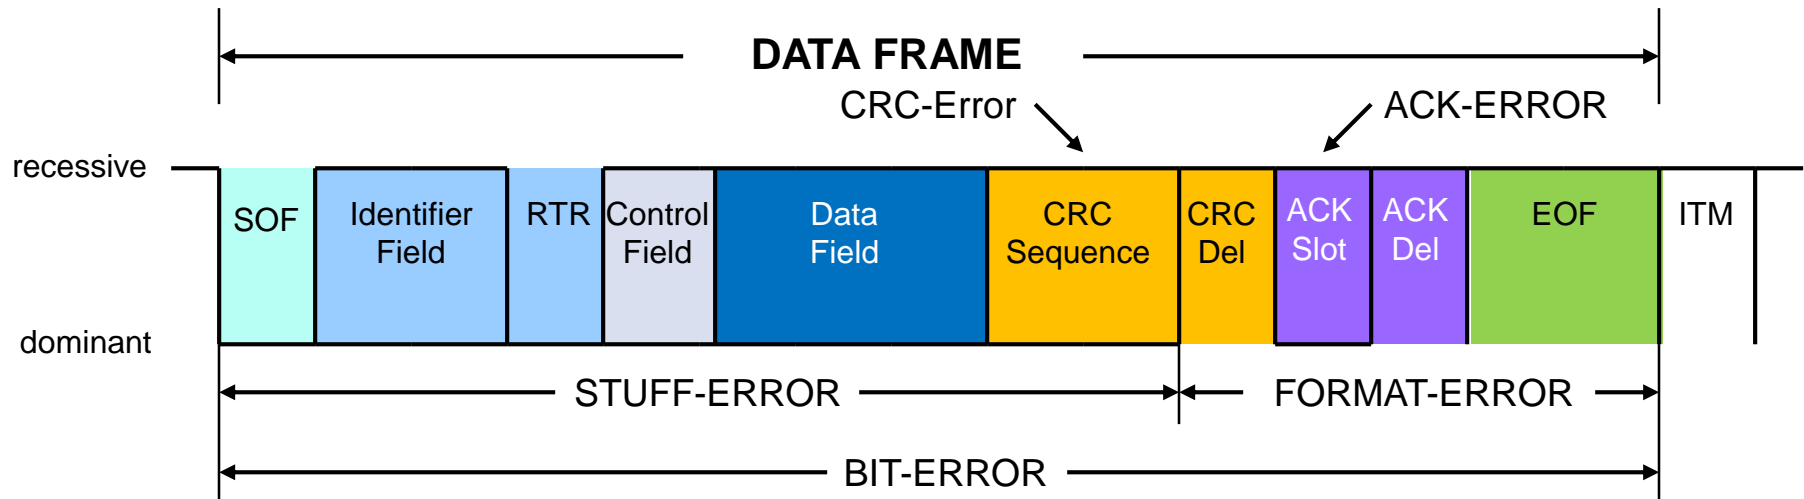 DATA FRAME
CRC-Error
ACK-ERROR
recessive
SOF
Identifier
Field
RTR
Control
Field
Data
Field
CRC
Sequence
CRC
Del
ACK
Slot
ACK
Del
EOF
ITM
dominant
STUFF-ERROR
FORMAT-ERROR
BIT-ERROR